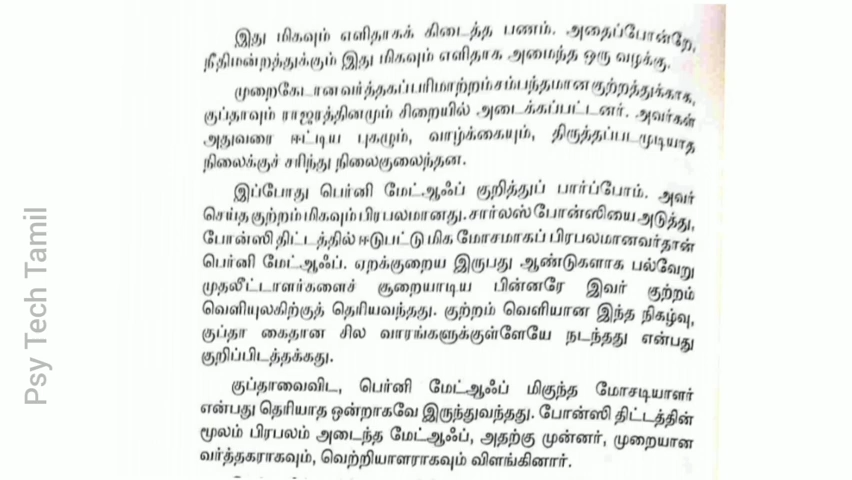 இது மிகவும் எளிதாகக் கிடைத்த பணம். அதைப்போன்றே,
நீதிமன்றத்துக்கும் இது மிகவும் எளிதாக அமைந்த ஒரு வழக்கு.
முறைகேடான வர்த்தகப்பரிமாற்றம் சம்பந்தமான குற்றத்துக்காக,
குப்தாவும் ராஜரத்தினமும் சிறையில் அடைக்கப்பட்டனர். அவர்கள்
அதுவரை ஈட்டிய புகழும், வாழ்க்கையும், திருத்தப்படமுடியாத
நிலைக்குச் சரிந்து நிலைகுலைந்தன.
இப்போது பெர்னி மேட்ஆஃப் குறித்துப் பார்ப்போம். அவர்
செய்த குற்றம் மிகவும் பிரபலமானது. சார்லஸ் போன்ஸியை அடுத்து,
போன்ஸி திட்டத்தில் ஈடுபட்டு மிக மோசமாகப் பிரபலமானவர்தான்
பெர்னி மேட்ஆஃப். ஏறக்குறைய இருபது ஆண்டுகளாக பல்வேறு
முதலீட்டாளர்களைச் சூறையாடிய பின்னரே இவர் குற்றம்
வெளியுலகிற்குத் தெரியவந்தது. குற்றம் வெளியான இந்த நிகழ்வு,
குப்தா கைதான சில வாரங்களுக்குள்ளேயே நடந்தது என்பது
குறிப்பிடத்தக்கது.
குப்தாவைவிட, பெர்னி மேட்ஆஃப் மிகுந்த மோசடியாளர்
என்பது தெரியாத ஒன்றாகவே இருந்துவந்தது. போன்ஸி திட்டத்தின்
மூலம் பிரபலம் அடைந்த மேட்ஆஃப், அதற்கு முன்னர், முறையான
வர்த்தகராகவும், வெற்றியாளராகவும் விளங்கினார்.
Psy Tech Tamil